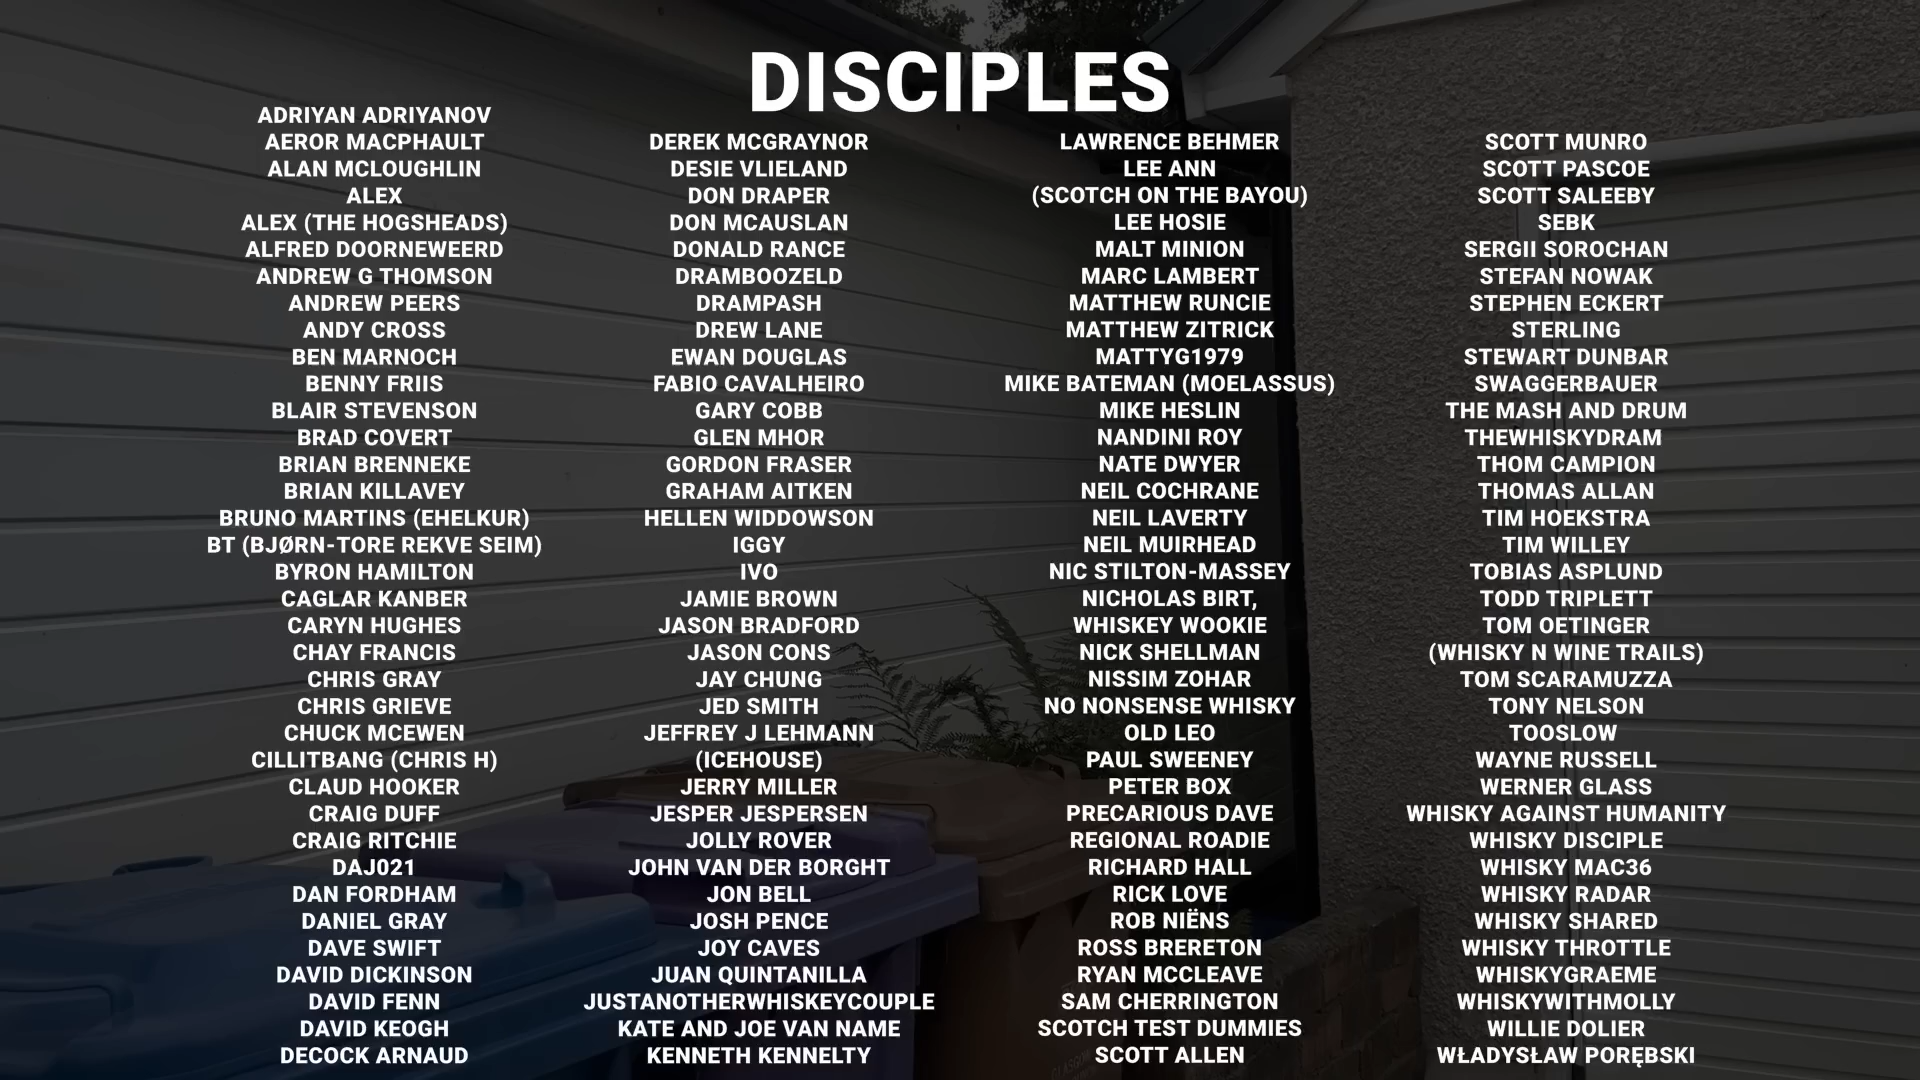 DISCIPLES
ADRIYAN ADRIYANOV
AEROR MACPHAULT
ALAN MCLOUGHLIN
ALEX
ALEX (THE HOGSHEADS)
ALFRED DOORNEWEERD
ANDREW G THOMSON
ANDREW PEERS
ANDY CROSS
BEN MARNOCH
BENNY FRIIS
BLAIR STEVENSON
BRAD COVERT
BRIAN BRENNEKE
BRIAN KILLAVEY
BRUNO MARTINS (EHELKUR)
BT (BJØRN-TORE REKVE SEIM)
BYRON HAMILTON
CAGLAR KANBER
CARYN HUGHES
CHAY FRANCIS
CHRIS GRAY
CHRIS GRIEVE
CHUCK MCEWEN
CILLITBANG (CHRIS H)
CLAUD HOOKER
CRAIG DUFF
CRAIG RITCHIE
DAJ021
DAN FORDHAM
DANIEL GRAY
DAVE SWIFT
DAVID DICKINSON
DAVID FENN
DAVID KEOGH
DECOCK ARNAUD
DEREK MCGRAYNOR
DESIE VLIELAND
DON DRAPER
DON MCAUSLAN
DONALD RANCE
DRAMBOOZELD
DRAMPASH
DREW LANE
EWAN DOUGLAS
FABIO CAVALHEIRO
GARY COBB
GLEN MHOR
GORDON FRASER
GRAHAM AITKEN
HELLEN WIDDOWSON
IGGY
IVO
JAMIE BROWN
JASON BRADFORD
JASON CONS
JAY CHUNG
JED SMITH
JEFFREY J LEHMANN
(ICEHOUSE)
JERRY MILLER
JESPER JESPERSEN
JOLLY ROVER
JOHN VAN DER BORGHT
JON BELL
JOSH PENCE
JOY CAVES
JUAN QUINTANILLA
JUSTANOTHERWHISKEYCOUPLE
KATE AND JOE VAN NAME
KENNETH KENNELTY
LAWRENCE BEHMER
LEE ANN
(SCOTCH ON THE BAYOU)
LEE HOSIE
MALT MINION
MARC LAMBERT
MATTHEW RUNCIE
MATTHEW ZITRICK
MATTYG1979
MIKE BATEMAN (MOELASSUS)
MIKE HESLIN
NANDINI ROY
NATE DWYER
NEIL COCHRANE
NEIL LAVERTY
NEIL MUIRHEAD
NIC STILTON-MASSEY
NICHOLAS BIRT,
WHISKEY WOOKIE
NICK SHELLMAN
NISSIM ZOHAR
NO NONSENSE WHISKY
OLD LEO
PAUL SWEENEY
PETER BOX
PRECARIOUS DAVE
REGIONAL ROADIE
RICHARD HALL
RICK LOVE
ROB NIËNS
ROSS BRERETON
RYAN MCCLEAVE
SAM CHERRINGTON
SCOTCH TEST DUMMIES
SCOTT ALLEN
SCOTT MUNRO
SCOTT PASCOE
SCOTT SALEEBY
SEBK
SERGII SOROCHAN
STEFAN NOWAK
STEPHEN ECKERT
STERLING
STEWART DUNBAR
SWAGGERBAUER
THE MASH AND DRUM
THEWHISKYDRAM
THOM CAMPION
THOMAS ALLAN
TIM HOEKSTRA
TIM WILLEY
TOBIAS ASPLUND
TODD TRIPLETT
TOM OETINGER
(WHISKY N WINE TRAILS)
TOM SCARAMUZZA
TONY NELSON
TOOSLOW
WAYNE RUSSELL
WERNER GLASS
WHISKY AGAINST HUMANITY
WHISKY DISCIPLE
WHISKY MAC36
WHISKY RADAR
WHISKY SHARED
WHISKY THROTTLE
WHISKYGRAEME
WHISKYWITHMOLLY
WILLIE DOLIER
WŁADYSŁAW PORĘBSKI